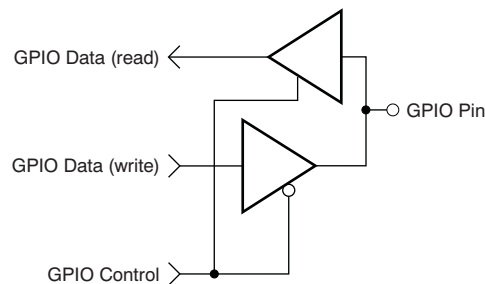 GPIO Data (read)
GPIO Pin
GPIO Data (write)
GPIO Control